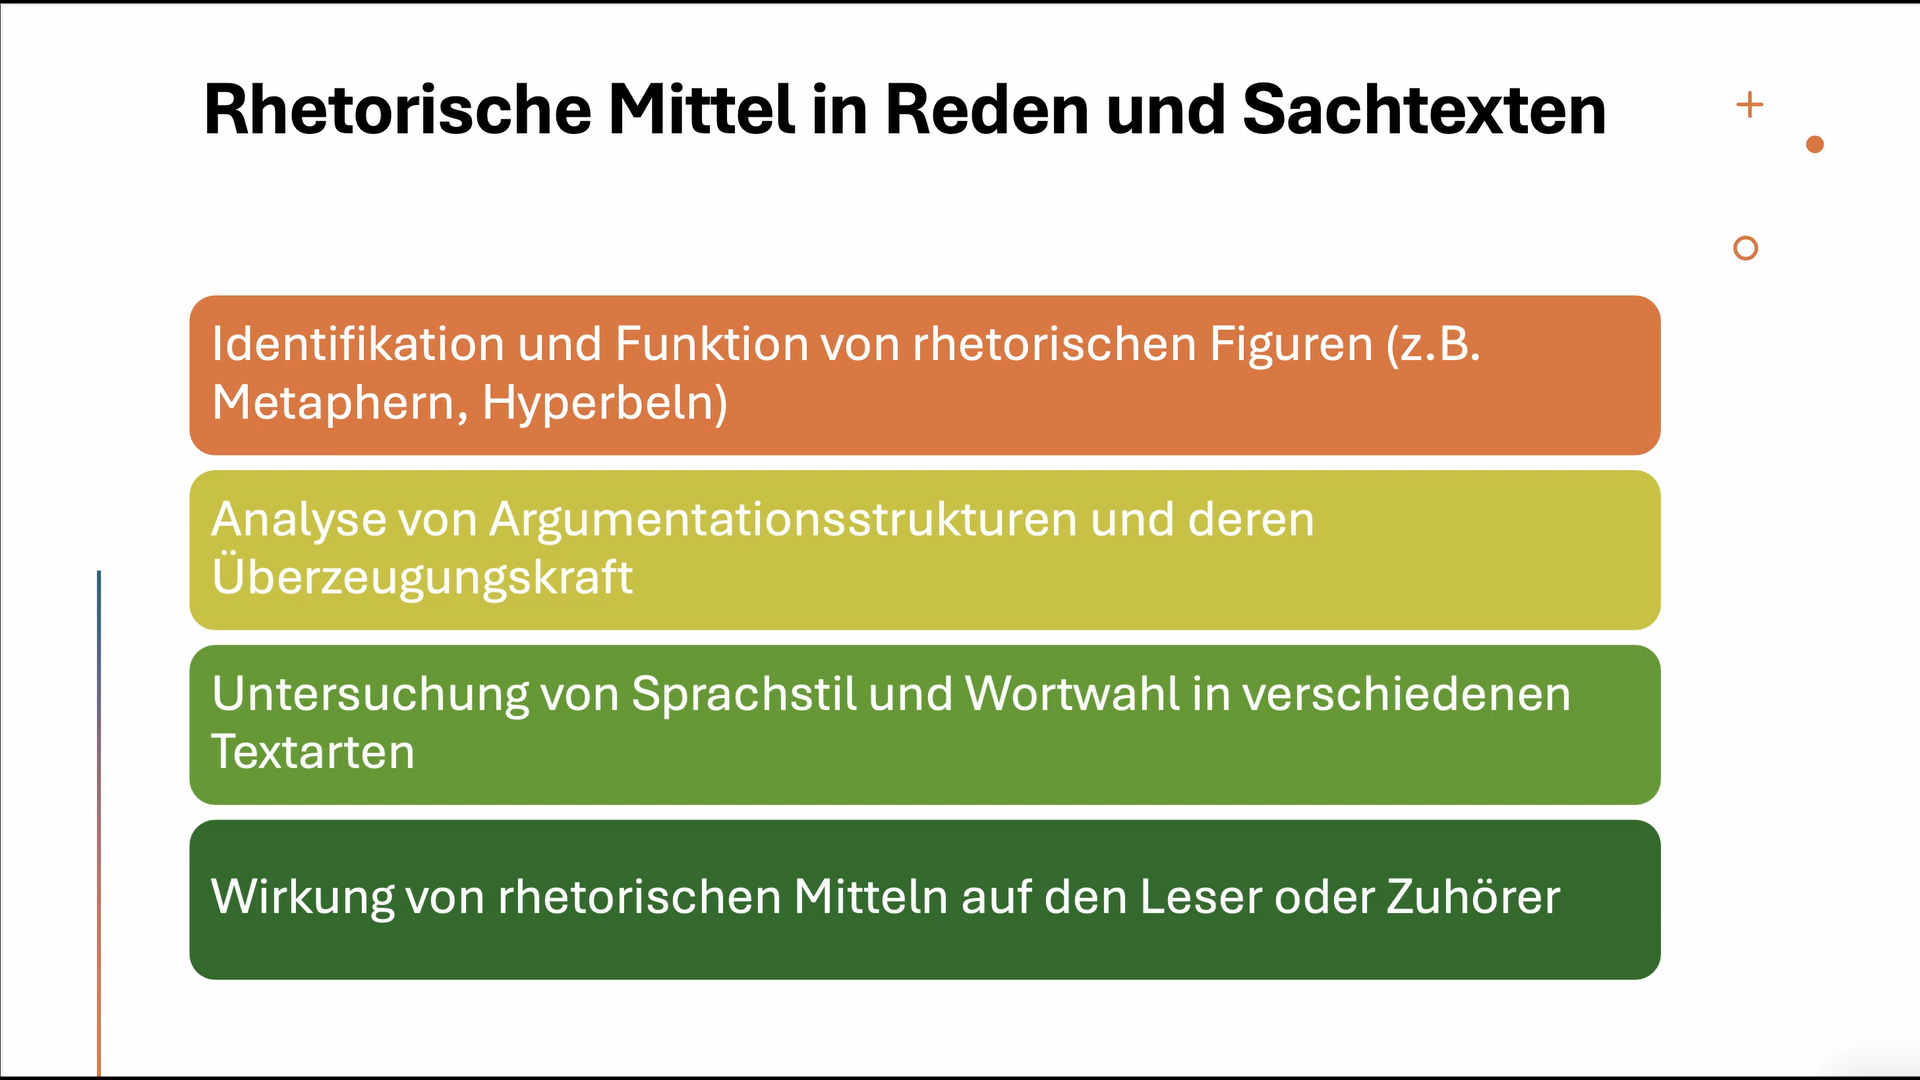 Rhetorische Mittel in Reden und Sachtexten
Identifikation und Funktion von rhetorischen Figuren (z.B.
Metaphern, Hyperbeln)
Analyse von Argumentationsstrukturen und deren
Überzeugungskraft
Untersuchung von Sprachstil und Wortwahl in verschiedenen
Textarten
Wirkung von rhetorischen Mitteln auf den Leser oder Zuhörer